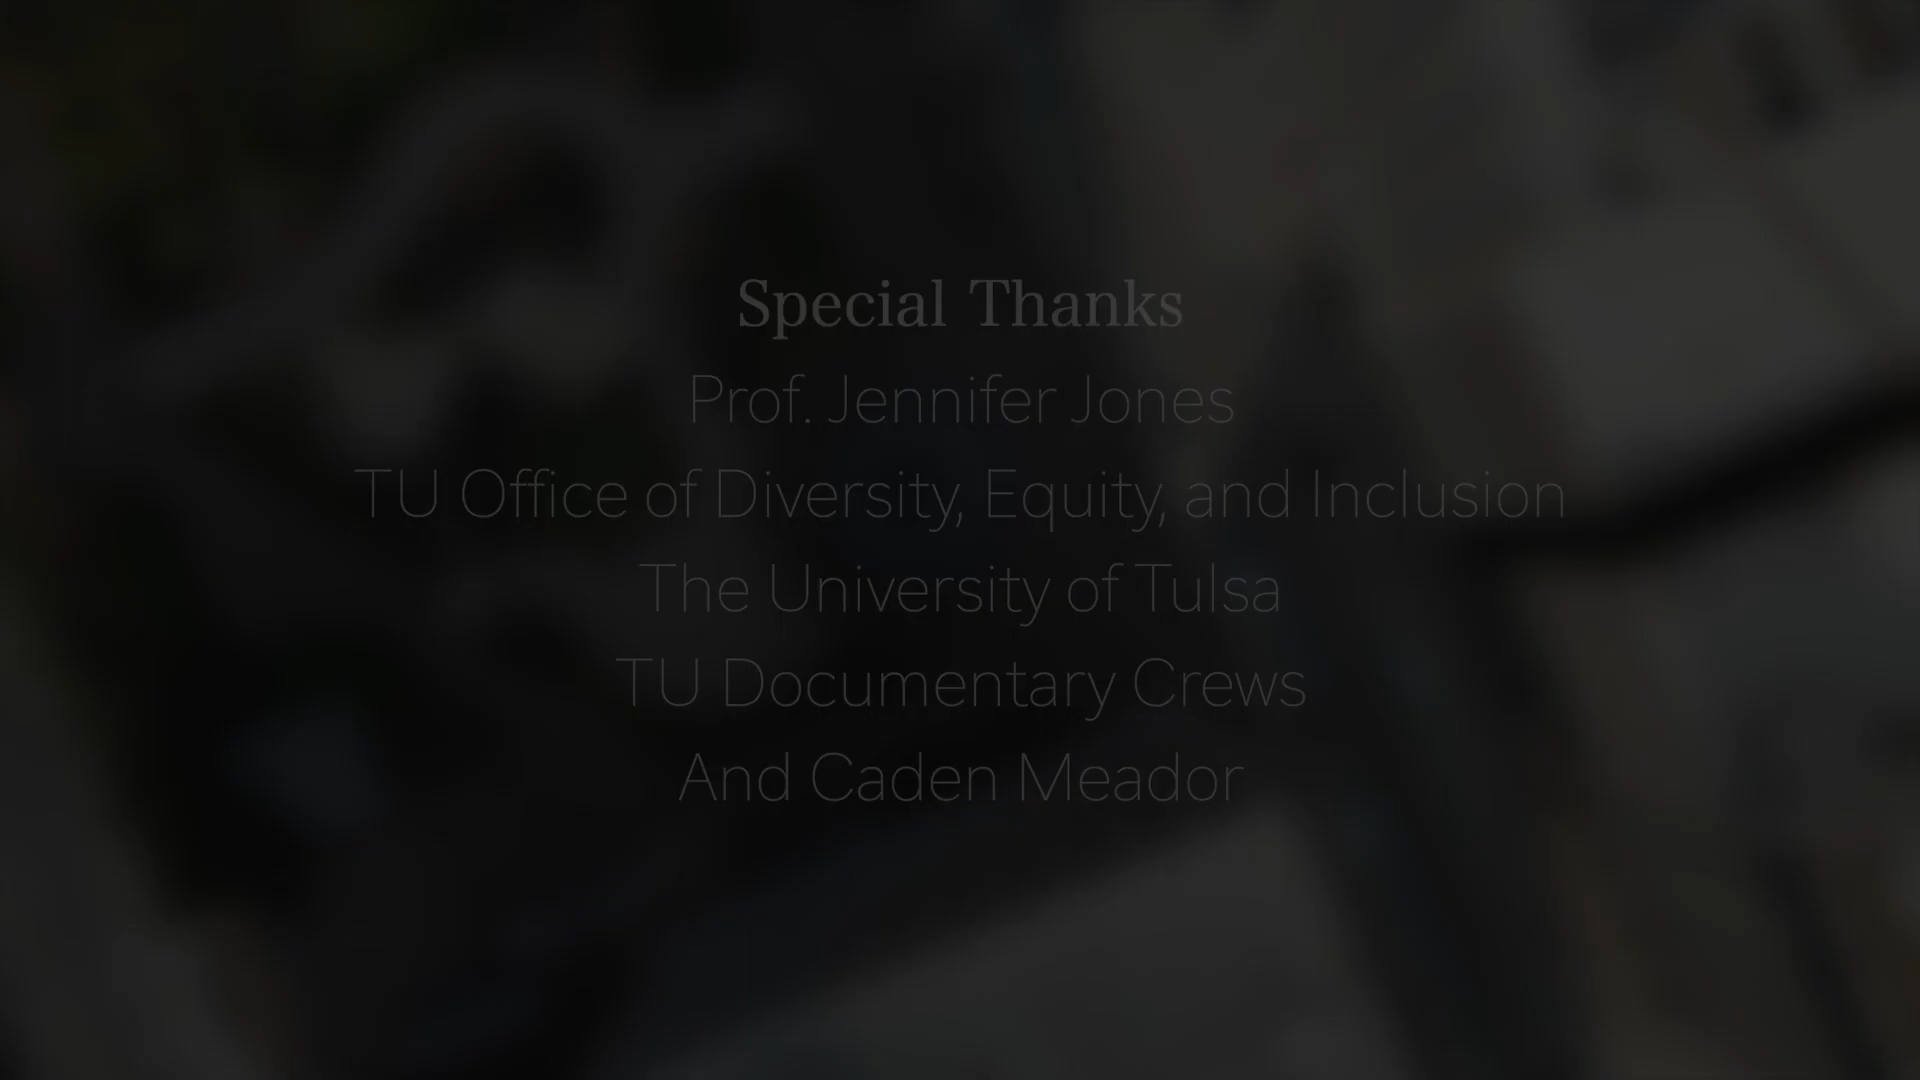 Special Thanks
Prof. Jennifer Jones
TU Office of Diversity, Equity, and Inclusion
The University of Tulsa
TU Documentary Crews
And Caden Meador